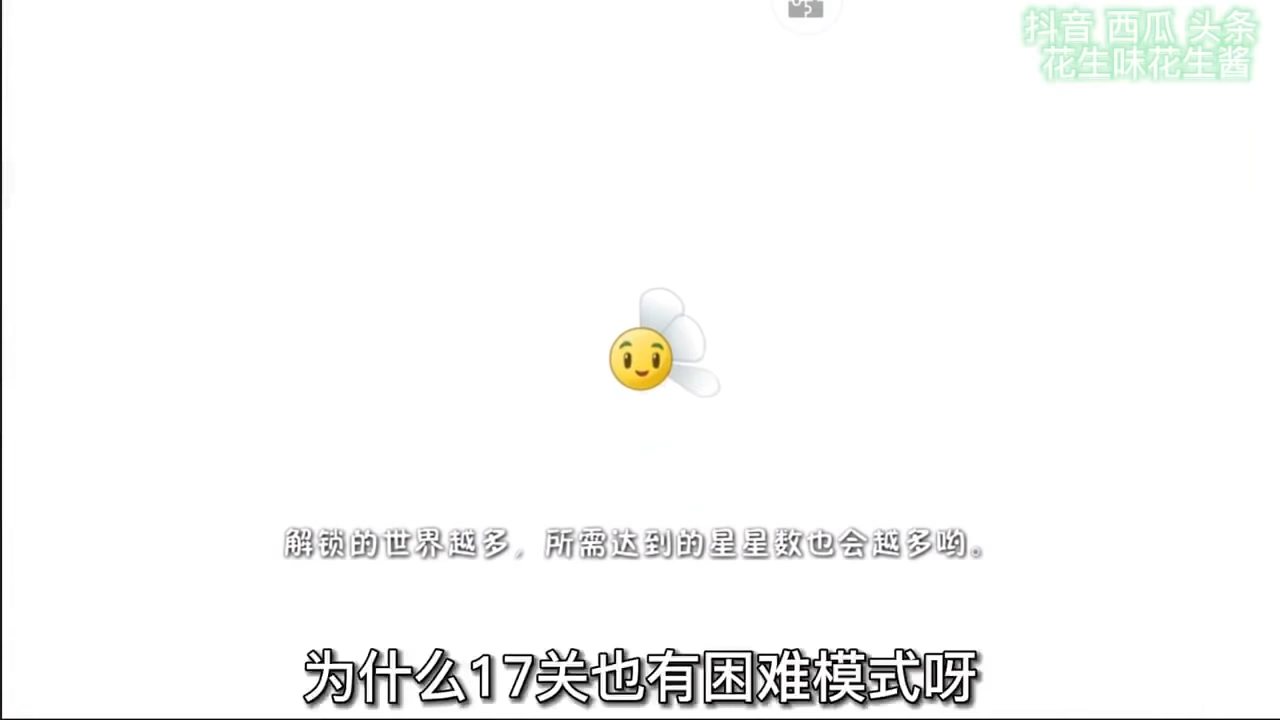 抖音 西瓜 头条
花生味花生酱
解锁的世界越多，所需达到的星星数也会越多哟。
为什么17关也有困难模式呀